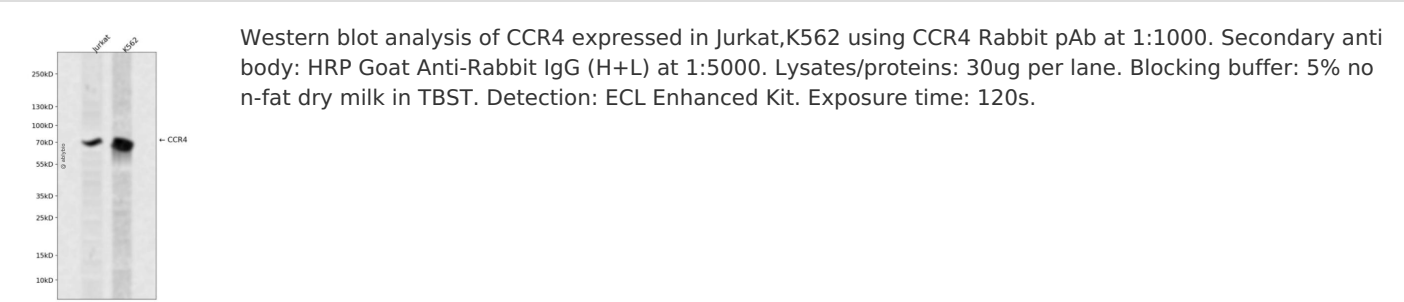 Jurkat
K562
Western blot analysis of CCR4 expressed in Jurkat,K562 using CCR4 Rabbit pAb at 1:1000. Secondary anti
body: HRP Goat Anti-Rabbit IgG (H+L) at 1:5000. Lysates/proteins: 30ug per lane. Blocking buffer: 5% no
n-fat dry milk in TBST. Detection: ECL Enhanced Kit. Exposure time: 120s.
250kD
130kD
100kD
70kD
← CCR4
55kD
35kD
25kD
15kD
10kD